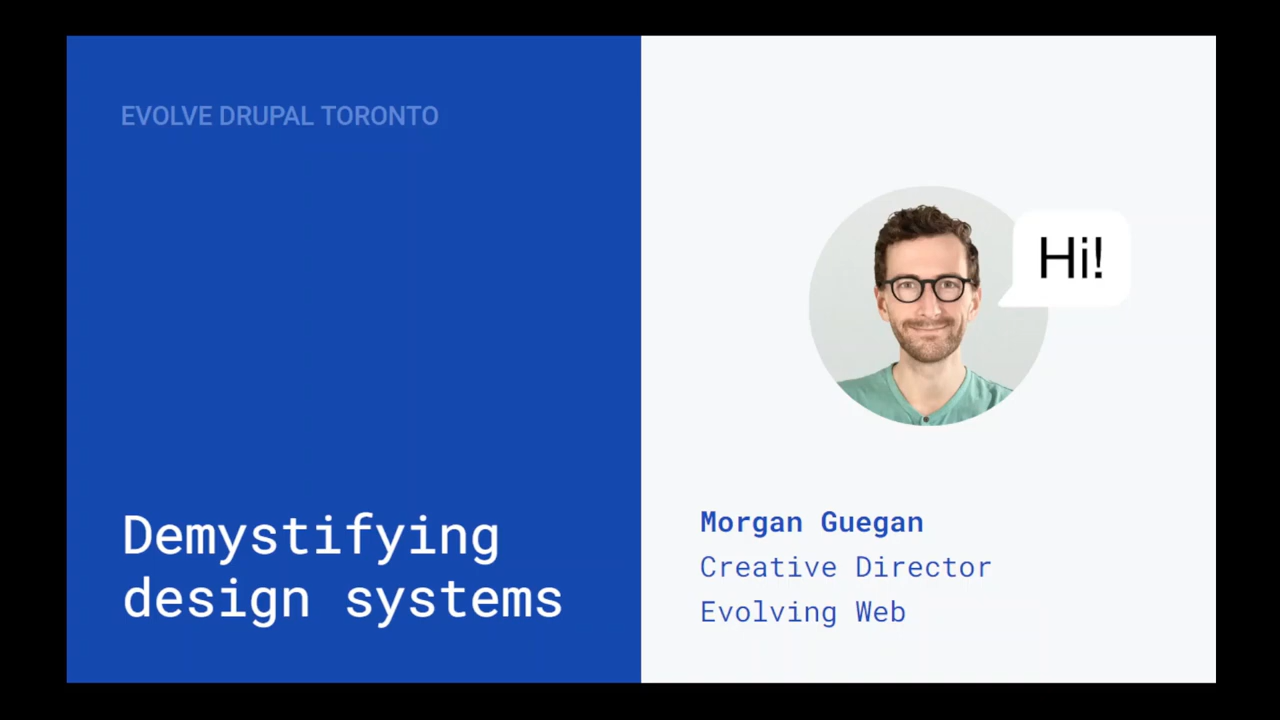 EVOLVE DRUPAL TORONTO
Demystifying
design systems
Hi!
Morgan Guegan
Creative Director
Evolving Web